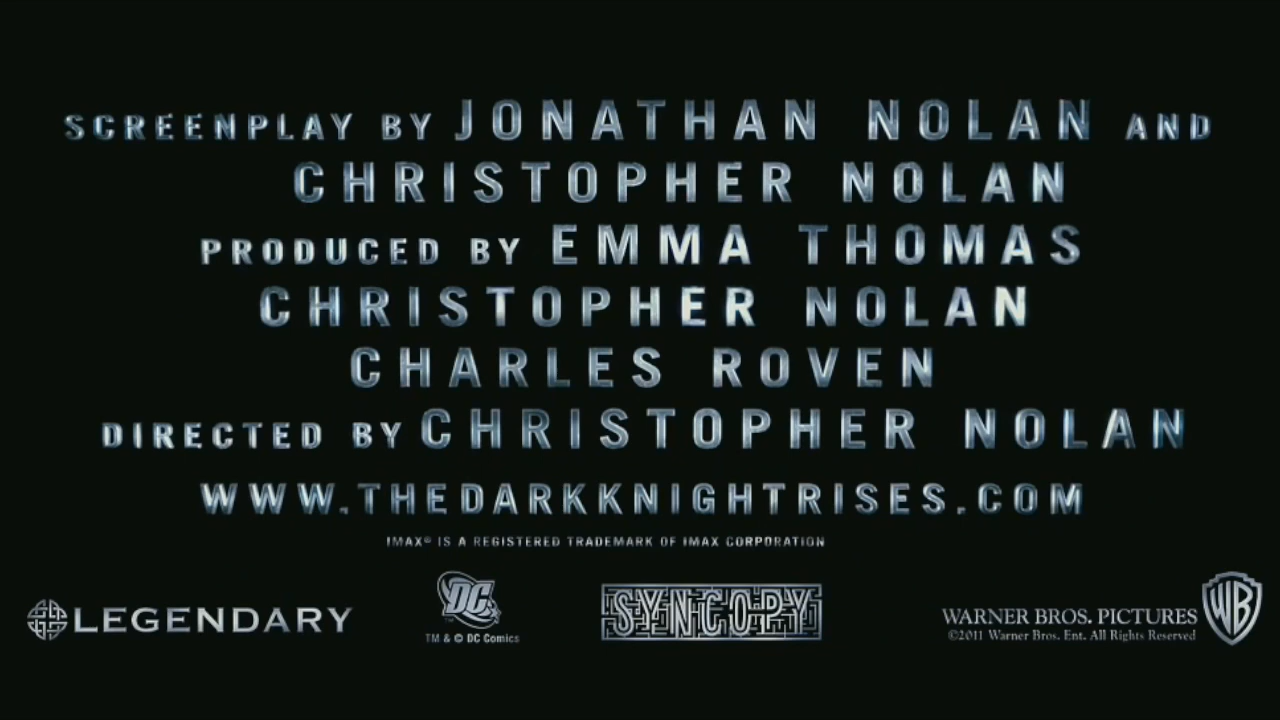 SCREENPLAY BY JONATHAN NOLAN AND
CHRISTOPHER NOLAN
PRODUCED BY EMMA THOMAS
CHRISTOPHER NOLAN
CHARLES ROVEN
DIRECTED BY CHRISTOPHER NOLAN
WWW.THEDARKKNIGHTRISES.COM
IMAX® IS A REGISTERED TRADEMARK OF IMAX CORPORATION
LEGENDARY
DC
TM & © DC Comics
SYNCOPY
WARNER BROS. PICTURES
©2011 Warner Bros. Ent. All Rights Reserved
WB